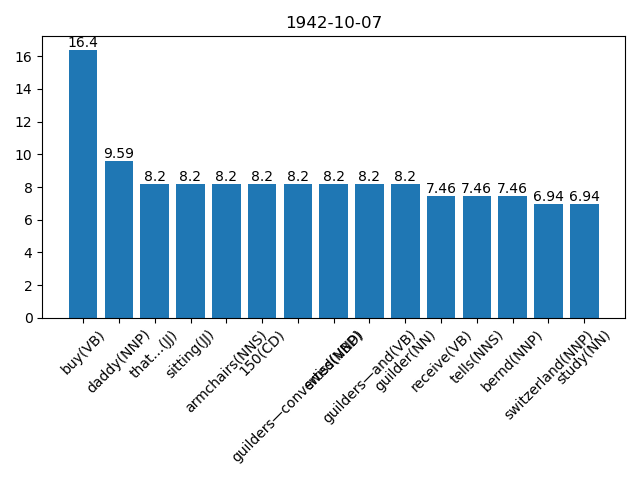 1942-10-07
16.4
9.59
8.2
8.2
8.2
8.2
8.2
8.2
8.2
8.2
7.46
7.46
7.46
6.94
6.94
16
14
12
10
8
6
4
2
0
buy(VB)
daddy(NNP)
that...(JJ)
sitting(JJ)
armchairs(NNS)
150(CD)
guilders—and(VB)
guilder(NN)
receive(VB)
tells(NNS)
bernd(NNP)
switzerland(NNP)
study(NN)